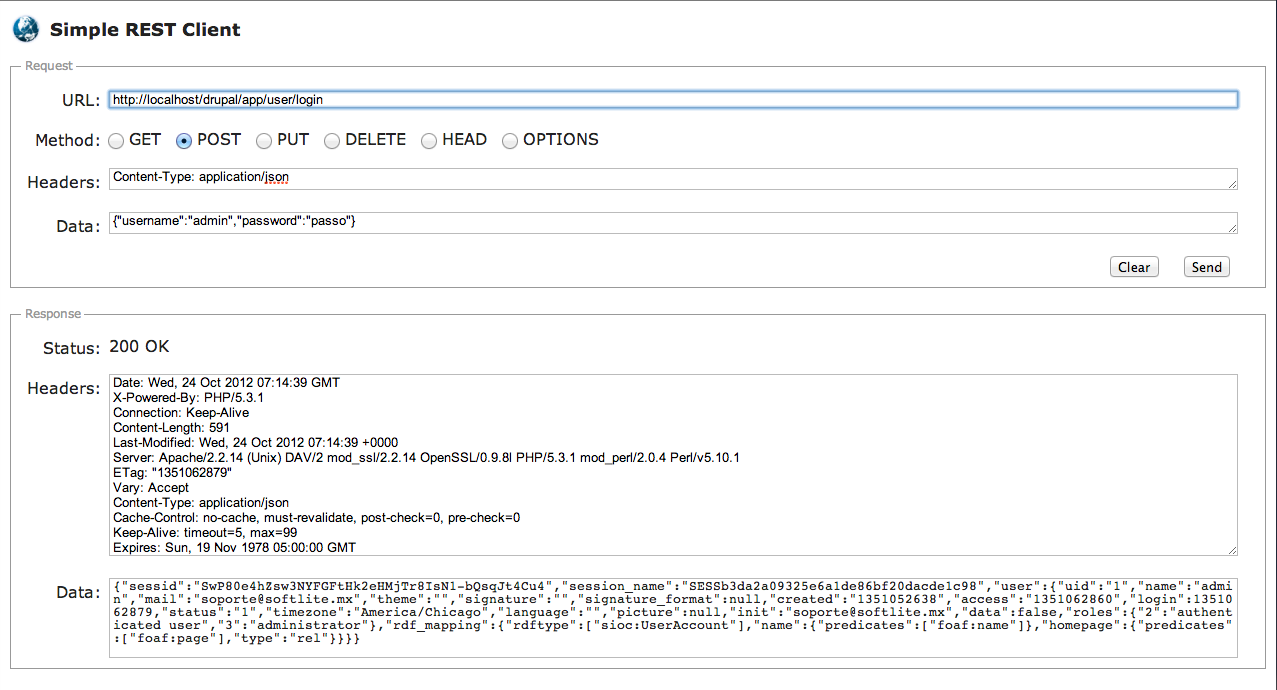 Simple REST Client
Request
URL: http://localhost/drupal/app/user/login
Method: GET POST PUT DELETE HEAD OPTIONS
Headers: Content-Type: application/json
Data: {"username":"admin","password":"passo"}
Clear Send
Response
Status: 200 OK
Headers: Date: Wed, 24 Oct 2012 07:14:39 GMT
X-Powered-By: PHP/5.3.1
Connection: Keep-Alive
Content-Length: 591
Last-Modified: Wed, 24 Oct 2012 07:14:39 +0000
Server: Apache/2.2.14 (Unix) DAV/2 mod_ssl/2.2.14 OpenSSL/0.9.8l PHP/5.3.1 mod_perl/2.0.4 Perl/v5.10.1
ETag: "1351062879"
Vary: Accept
Content-Type: application/json
Cache-Control: no-cache, must-revalidate, post-check=0, pre-check=0
Keep-Alive: timeout=5, max=99
Expires: Sun, 19 Nov 1978 05:00:00 GMT
Data: {"sessid":"SwP80e4hZsw3NYFGFtHk2eHMjTr8IsN1-bQsqJt4Cu4","session_name":"SESSb3da2a09325e6a1de86bf20dacde1c98","user":{"uid":"1","name":"admi
n","mail":"soporte@softlite.mx","theme":"","signature":"","signature_format":null,"created":"1351052638","access":"1351062860","login":13510
62879,"status":"1","timezone":"America/Chicago","language":"","picture":null,"init":"soporte@softlite.mx","data":false,"roles":{"2":"authent
icated user","3":"administrator"},"rdf_mapping":{"rdftype":["sioc:UserAccount"],"name":{"predicates":["foaf:name"]},"homepage":{"predicates"
:["foaf:page"],"type":"rel"}}}}